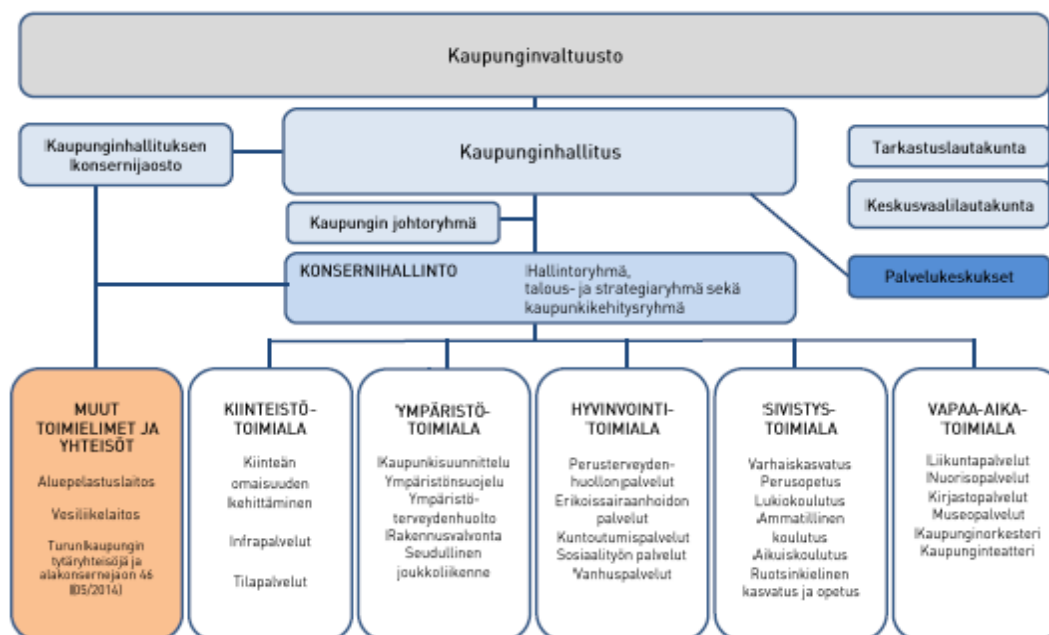 Kaupunginvaltuusto
Kaupunginhallituksen
konsernijaosto
Kaupunginhallitus
Tarkastuslautakunta
Keskusvaalilautakunta
Kaupungin johtoryhmä
Palvelukeskukset
KONSERNIHALLINTO
Hallintoryhmä,
talous- ja strategiaryhmä sekä
kaupunkikehitysryhmä
MUUT
TOIMIELIMET JA
YHTEISÖT
Aluepelastuslaitos
Vesiliikelaitos
Turun kaupungin
tytäryhteisöjä ja
alakonserneja on 46
(05/2014)
KIINTEISTÖ-
TOIMIALA
Kiinteän
omaisuuden
kehittäminen
Infrapalvelut
Tilapalvelut
YMPÄRISTÖ-
TOIMIALA
Kaupunkisuunnittelu
Ympäristönsuojelu
Ympäristö-
terveydenhuolto
Rakennusvalvonta
Seudullinen
joukkoliikenne
HYVINVOINTI-
TOIMIALA
Perusterveyden-
huollon palvelut
Erikoissairaanhoidon
palvelut
Kuntoutumispalvelut
Sosiaalityön palvelut
Vanhuspalvelut
SIVISTYS-
TOIMIALA
Varhaiskasvatus
Perusopetus
Lukiokoulutus
Ammatillinen
koulutus
Aikuiskoulutus
Ruotsinkielinen
kasvatus ja opetus
VAPAA-AIKA-
TOIMIALA
Liikuntapalvelut
Nuorisopalvelut
Kirjastopalvelut
Museopalvelut
Kaupunginorkesteri
Kaupunginteatteri